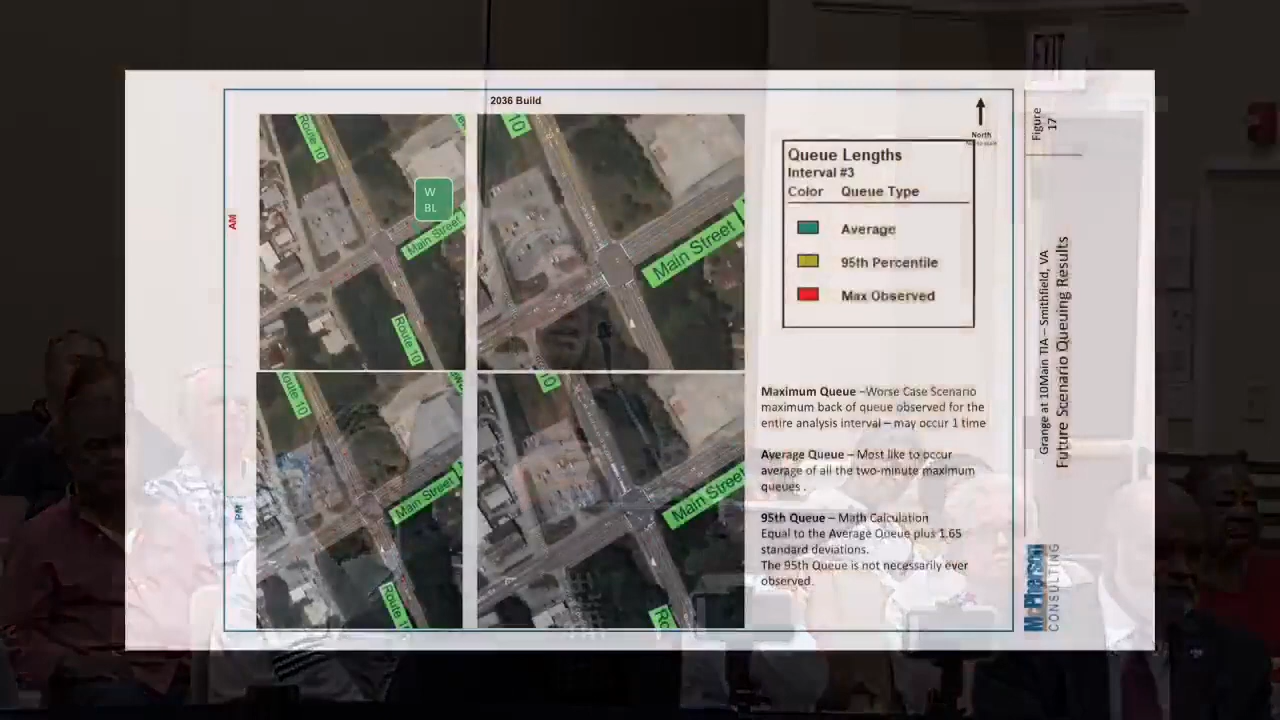 2036 Build
North
AM
PM
Route 10
Main Street
W
BL
Route 10
10
Main Street
Route 10
Main Street
Route 10
10
Main Street
Queue Lengths
Interval #3
Color Queue Type
Average
95th Percentile
Max Observed
Maximum Queue –Worse Case Scenario
maximum back of queue observed for the
entire analysis interval – may occur 1 time
Average Queue – Most like to occur
average of all the two-minute maximum
queues .
95th Queue – Math Calculation
Equal to the Average Queue plus 1.65
standard deviations.
The 95th Queue is not necessarily ever
observed.
Figure
17
Grange at 10Main TIA – Smithfield, VA
Future Scenario Queuing Results
McPherson
CONSULTING